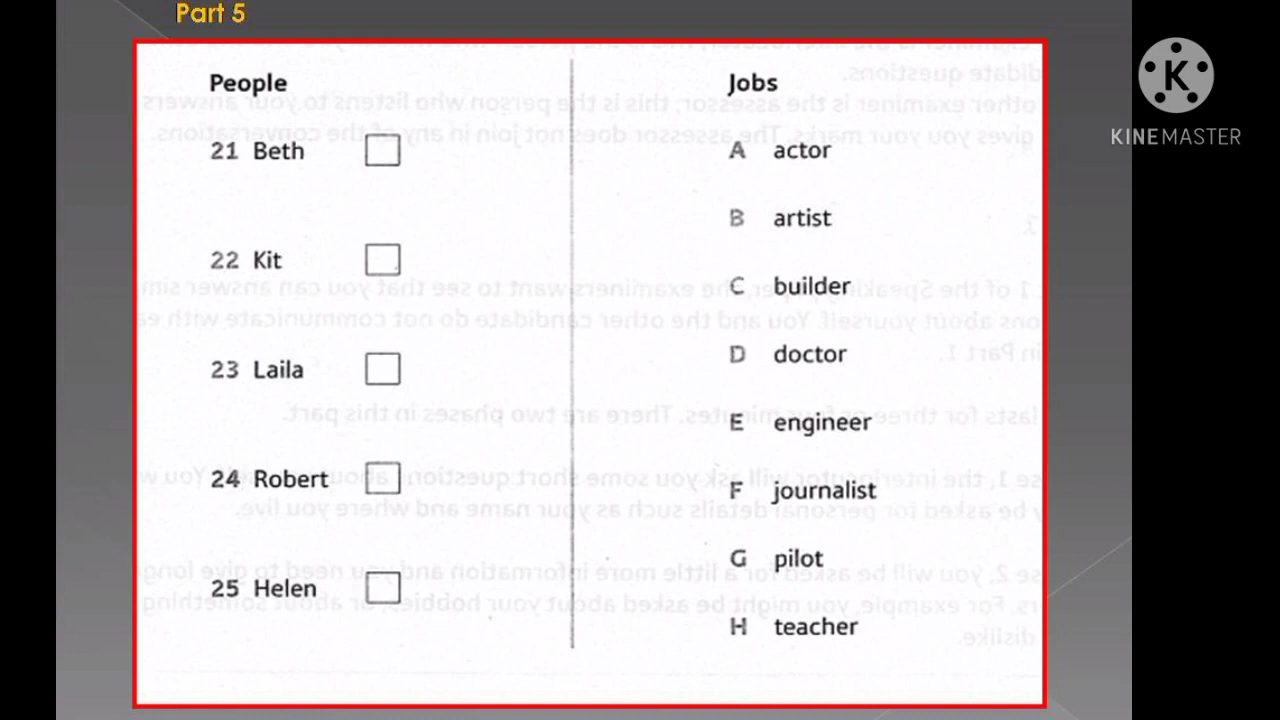 Part 5
K
KINEMASTER
People
21 Beth
22 Kit
23 Laila
24 Robert
25 Helen
Jobs
A actor
B artist
C builder
D doctor
E engineer
F journalist
G pilot
H teacher